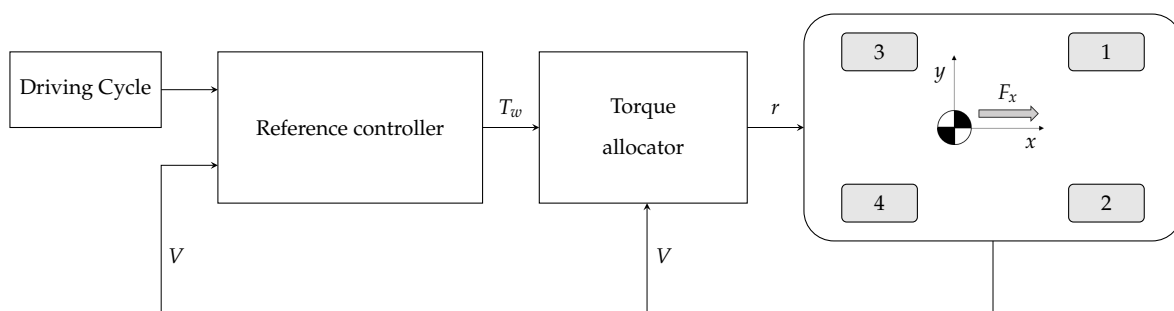 Driving Cycle
Reference controller
T_w
Torque
allocator
r
3
1
y
F_x
x
4
2
V
V